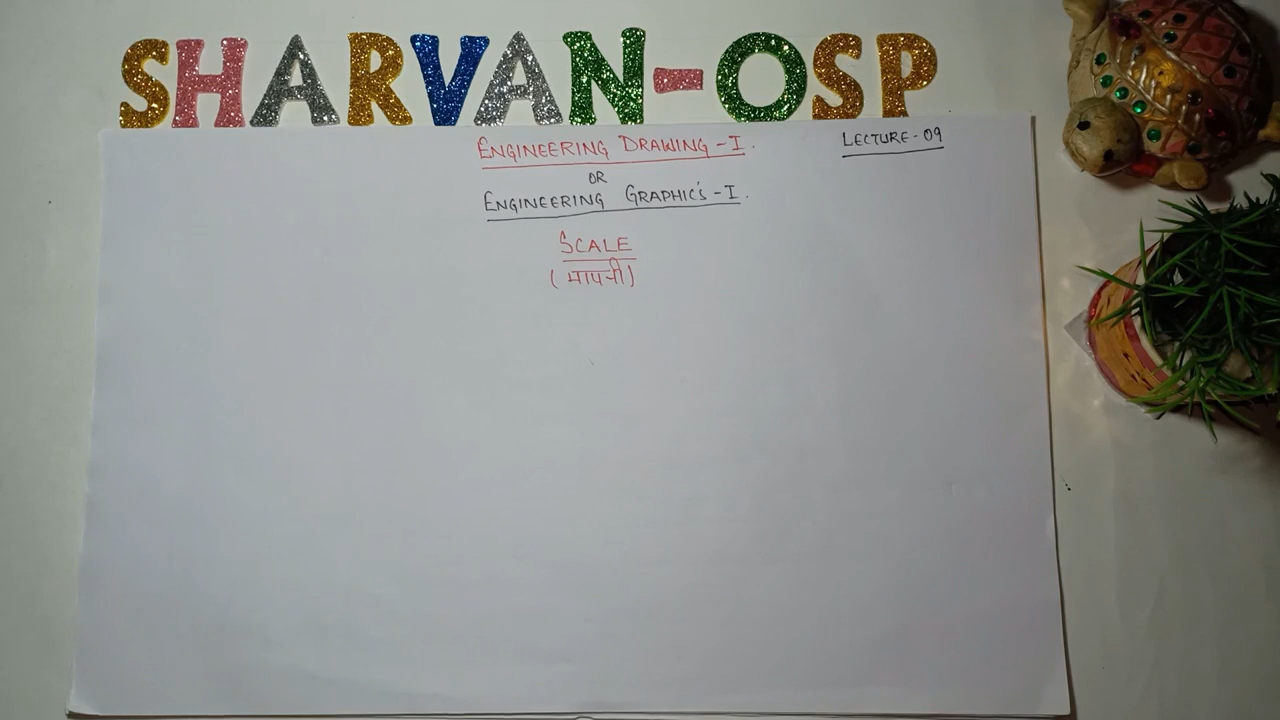 SHARVAN-OSP
ENGINEERING DRAWING-I.
LECTURE-09
OR
ENGINEERING GRAPHIC'S-I.
SCALE
(मापनी)